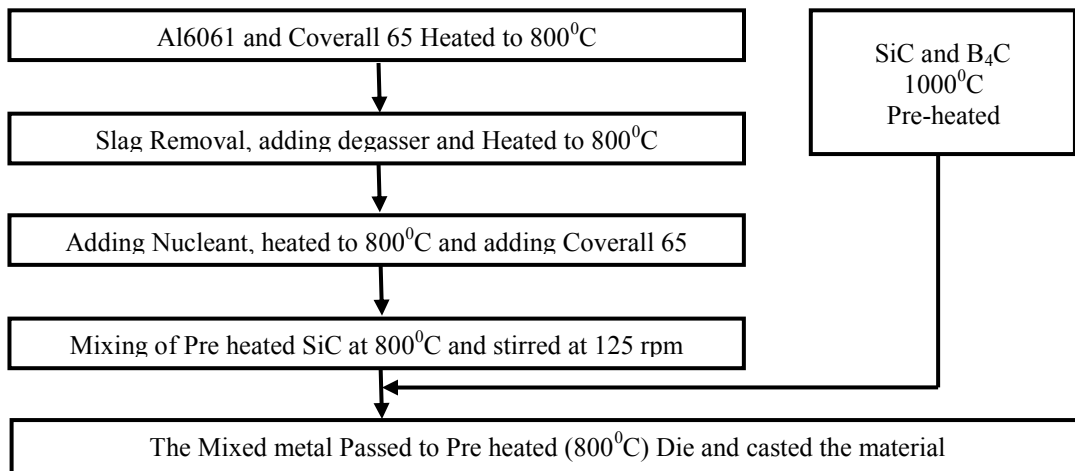 Al6061 and Coverall 65 Heated to 800⁰C
SiC and B₄C
1000⁰C
Pre-heated
Slag Removal, adding degasser and Heated to 800⁰C
Adding Nucleant, heated to 800⁰C and adding Coverall 65
Mixing of Pre heated SiC at 800⁰C and stirred at 125 rpm
The Mixed metal Passed to Pre heated (800⁰C) Die and casted the material